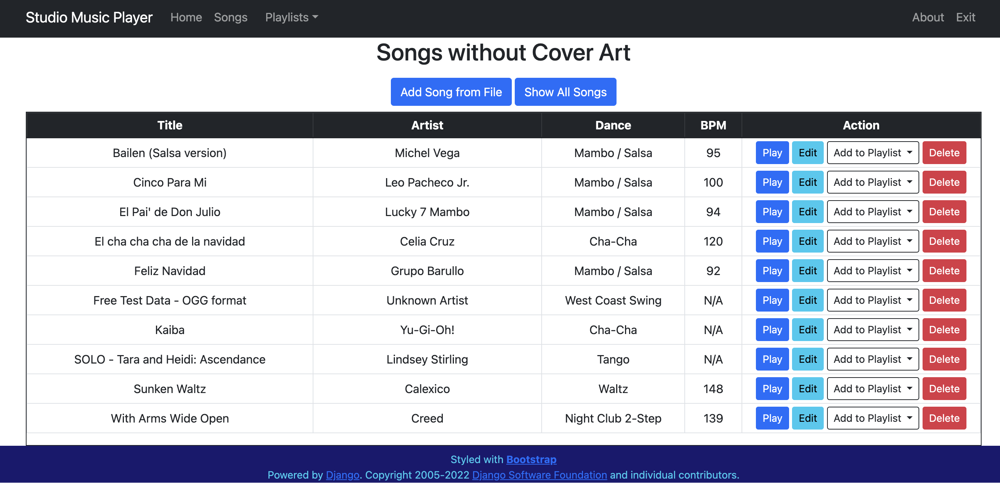 Studio Music Player Home Songs Playlists About Exit
Songs without Cover Art
Add Song from File Show All Songs
Title Artist Dance BPM Action
Bailen (Salsa version) Michel Vega Mambo / Salsa 95 Play Edit Add to Playlist Delete
Cinco Para Mi Leo Pacheco Jr. Mambo / Salsa 100 Play Edit Add to Playlist Delete
El Pai' de Don Julio Lucky 7 Mambo Mambo / Salsa 94 Play Edit Add to Playlist Delete
El cha cha cha de la navidad Celia Cruz Cha-Cha 120 Play Edit Add to Playlist Delete
Feliz Navidad Grupo Barullo Mambo / Salsa 92 Play Edit Add to Playlist Delete
Free Test Data - OGG format Unknown Artist West Coast Swing N/A Play Edit Add to Playlist Delete
Kaiba Yu-Gi-Oh! Cha-Cha N/A Play Edit Add to Playlist Delete
SOLO - Tara and Heidi: Ascendance Lindsey Stirling Tango N/A Play Edit Add to Playlist Delete
Sunken Waltz Calexico Waltz 148 Play Edit Add to Playlist Delete
With Arms Wide Open Creed Night Club 2-Step 139 Play Edit Add to Playlist Delete
Styled with Bootstrap
Powered by Django. Copyright 2005-2022 Django Software Foundation and individual contributors.